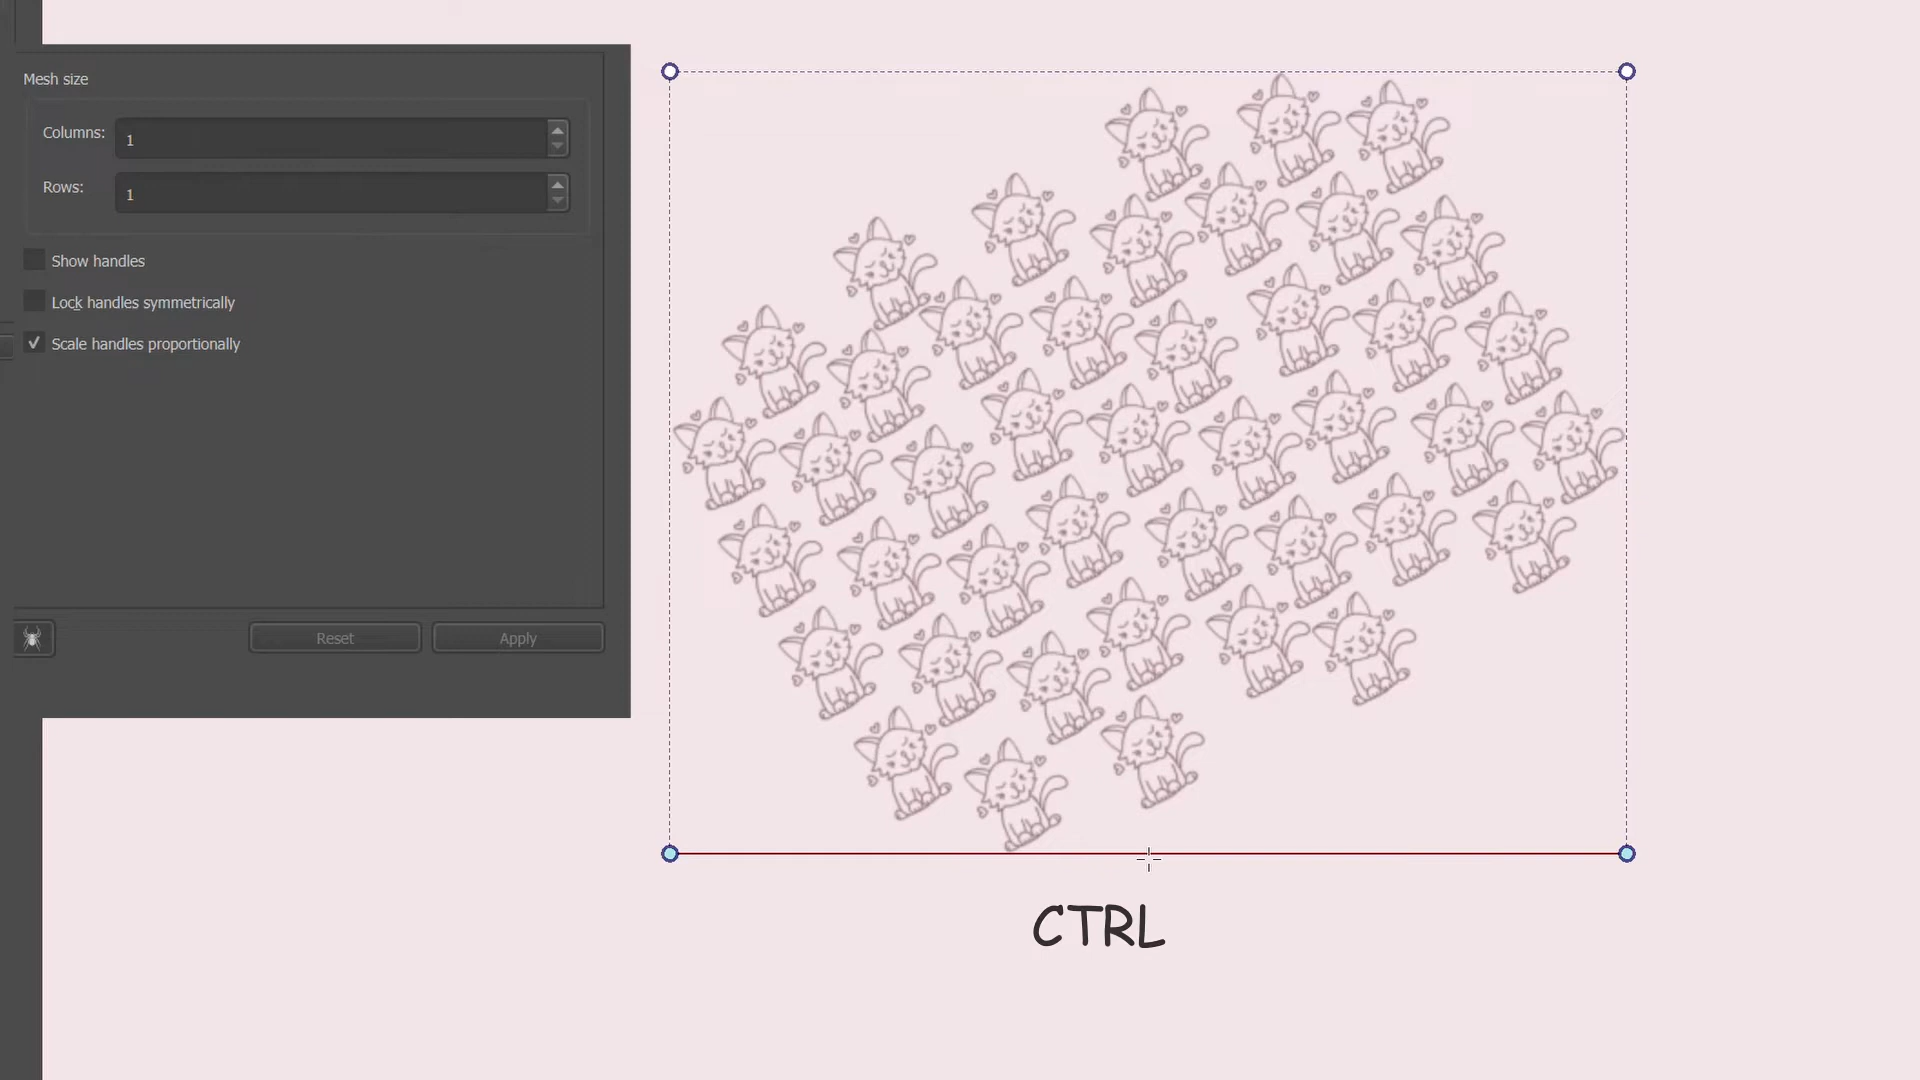 Mesh size
Columns:
1
Rows:
1
Show handles
Lock handles symmetrically
Scale handles proportionally
Reset
Apply
CTRL